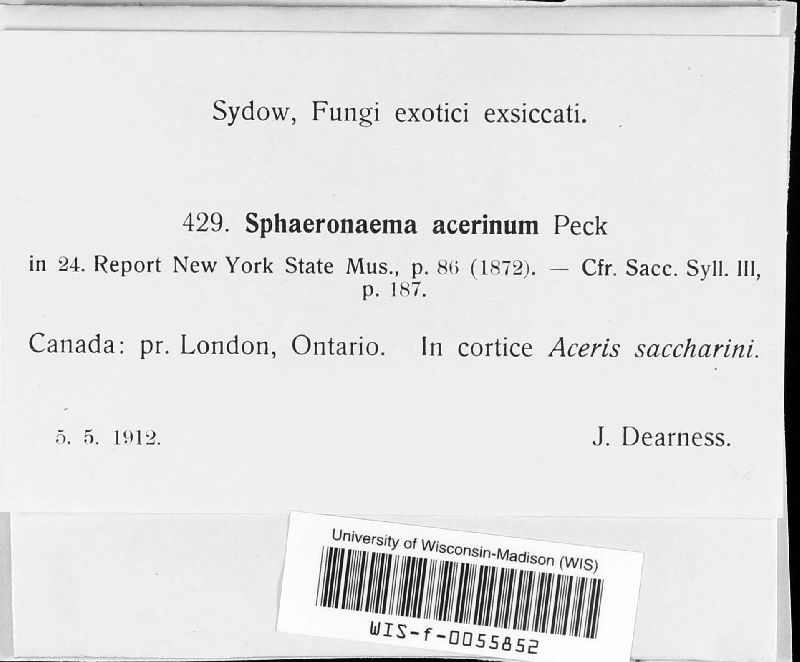 Sydow, Fungi exotici exsiccati.
429. Sphaeronaema acerinum Peck
in 24. Report New York State Mus., p. 86 (1872). — Cfr. Sacc. Syll. III,
p. 187.
Canada: pr. London, Ontario. In cortice Aceris saccharini.
5. 5. 1912. J. Dearness.
University of Wisconsin-Madison (WIS)
WIS-f-0055852